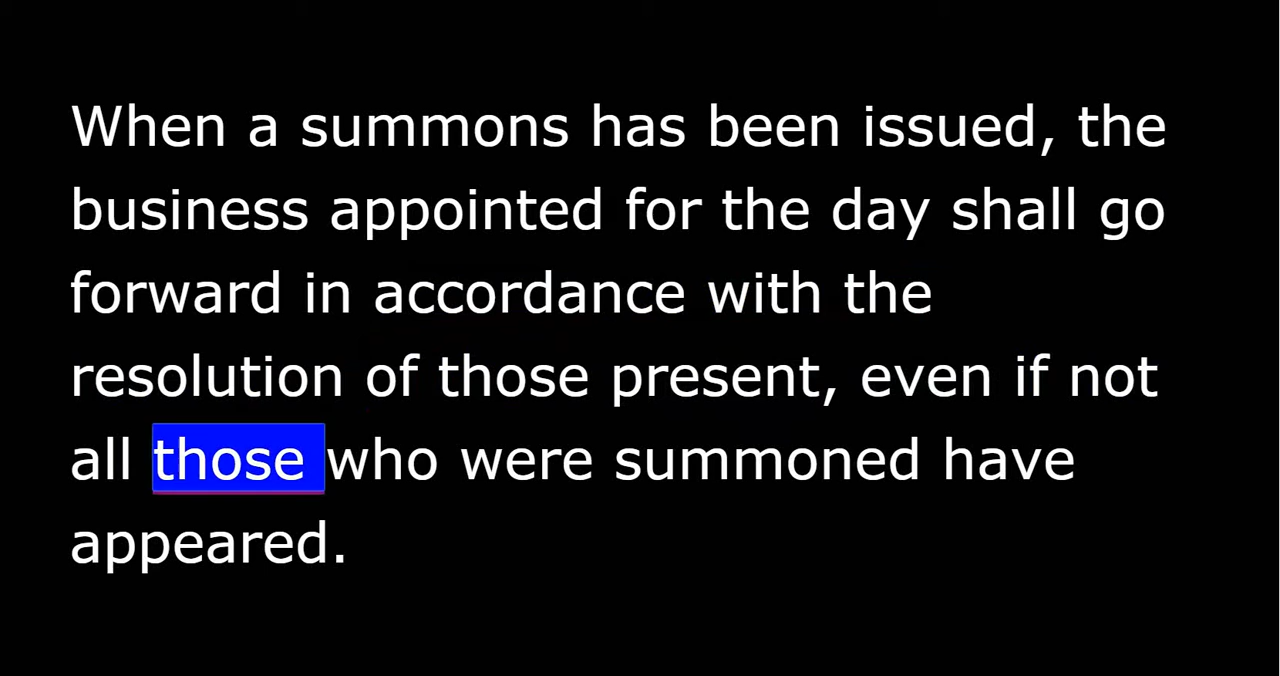 When a summons has been issued, the
business appointed for the day shall go
forward in accordance with the
resolution of those present, even if not
all those who were summoned have
appeared.